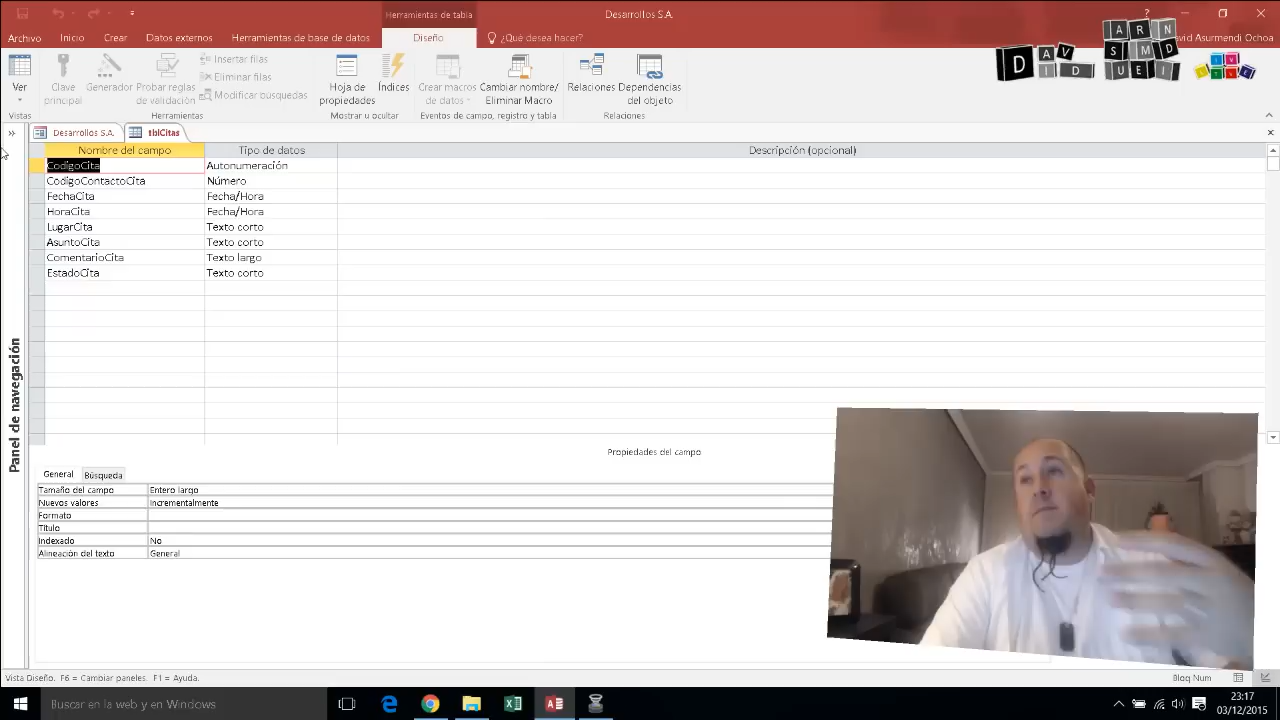 Herramientas de tabla
Desarrollos S.A.
?
Archivo Inicio Crear Datos externos Herramientas de base de datos Diseño ¿Qué desea hacer? David Asurmendi Ochoa
DAVID
Ver
Clave principal
Generador
Probar reglas de validación
Insertar filas
Eliminar filas
Modificar búsquedas
Hoja de propiedades
Índices
Crear macros de datos
Cambiar nombre/ Eliminar Macro
Relaciones
Dependencias del objeto
Vistas Herramientas Mostrar u ocultar Eventos de campo, registro y tabla Relaciones
» Desarrollos S.A. tblCitas
Panel de navegación
Nombre del campo Tipo de datos Descripción (opcional)
CodigoCita Autonumeración
CodigoContactoCita Número
FechaCita Fecha/Hora
HoraCita Fecha/Hora
LugarCita Texto corto
AsuntoCita Texto corto
ComentarioCita Texto largo
EstadoCita Texto corto
Propiedades del campo
General Búsqueda
Tamaño del campo Entero largo
Nuevos valores Incrementalmente
Formato
Título
Indexado No
Alineación del texto General
Vista Diseño. F6 = Cambiar paneles. F1 = Ayuda. Bloq Num
Buscar en la web y en Windows
23:17
03/12/2015